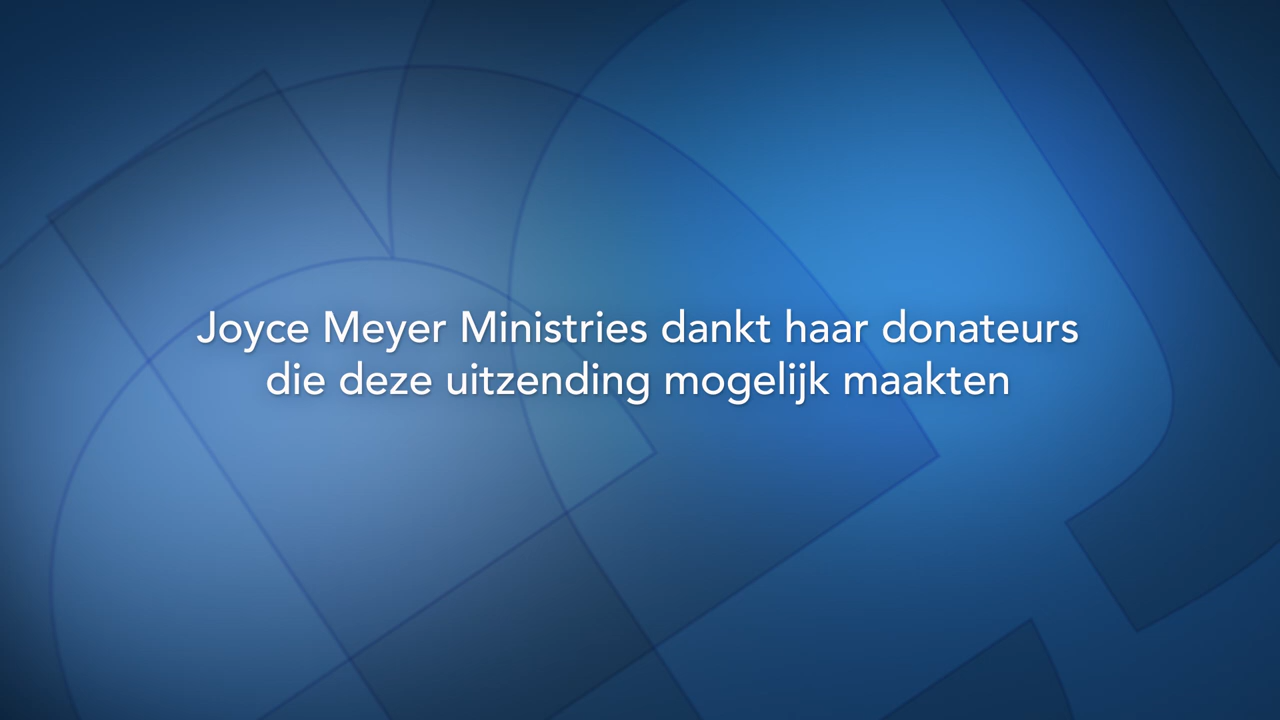 Joyce Meyer Ministries dankt haar donateurs
die deze uitzending mogelijk maakten